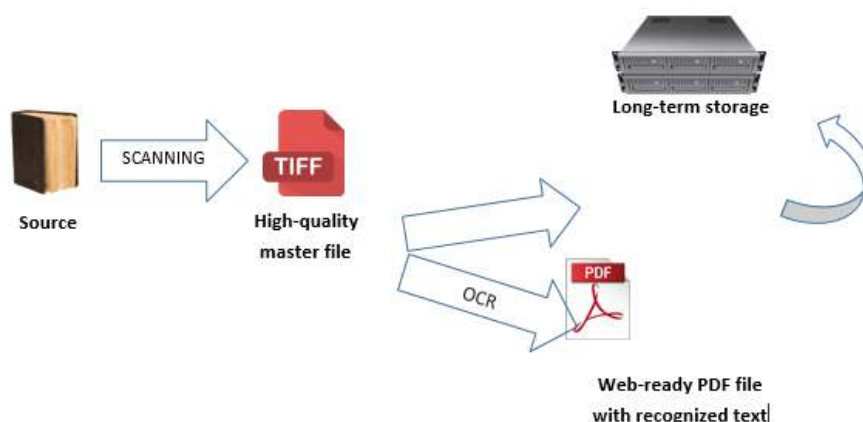 Long-term storage
SCANNING
TIFF
Source
High-quality
master file
OCR
PDF
Web-ready PDF file
with recognized text